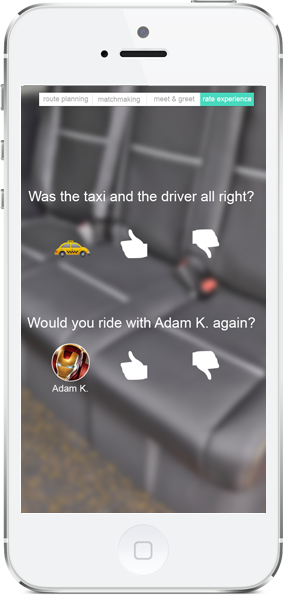 route planning matchmaking meet & greet rate experience
Was the taxi and the driver all right?
Would you ride with Adam K. again?
Adam K.